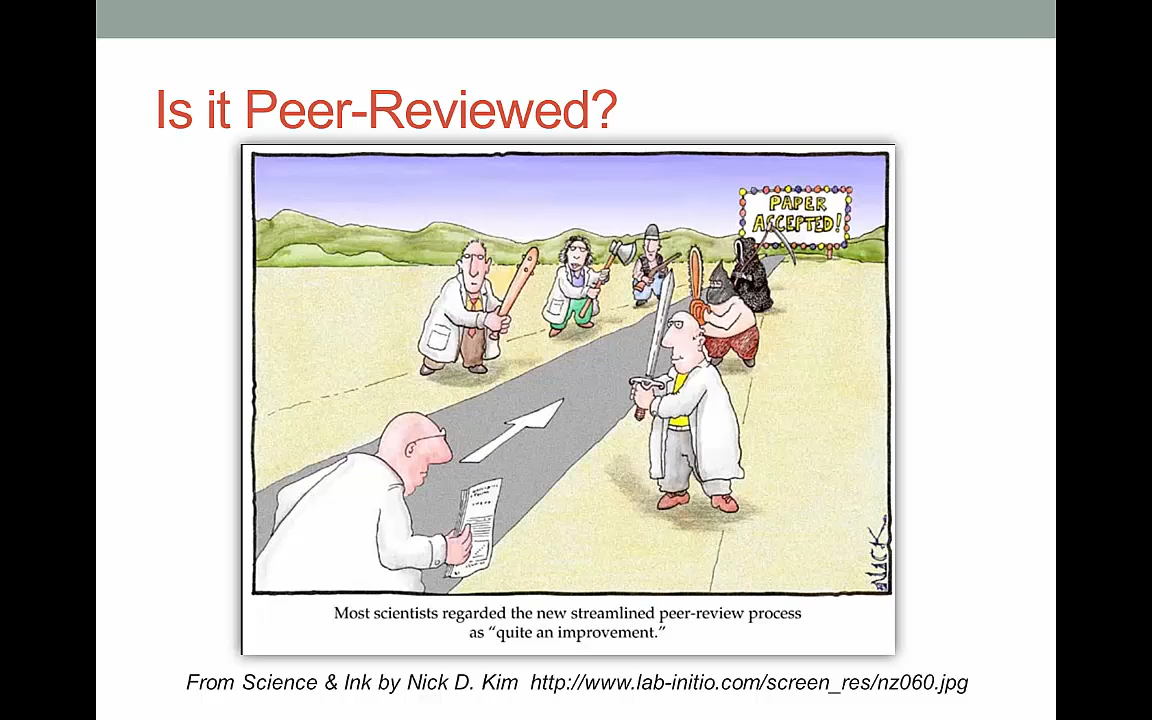 Is it Peer-Reviewed?
PAPER
ACCEPTED!
NICK
Most scientists regarded the new streamlined peer-review process
as “quite an improvement.”
From Science & Ink by Nick D. Kim  http://www.lab-initio.com/screen_res/nz060.jpg